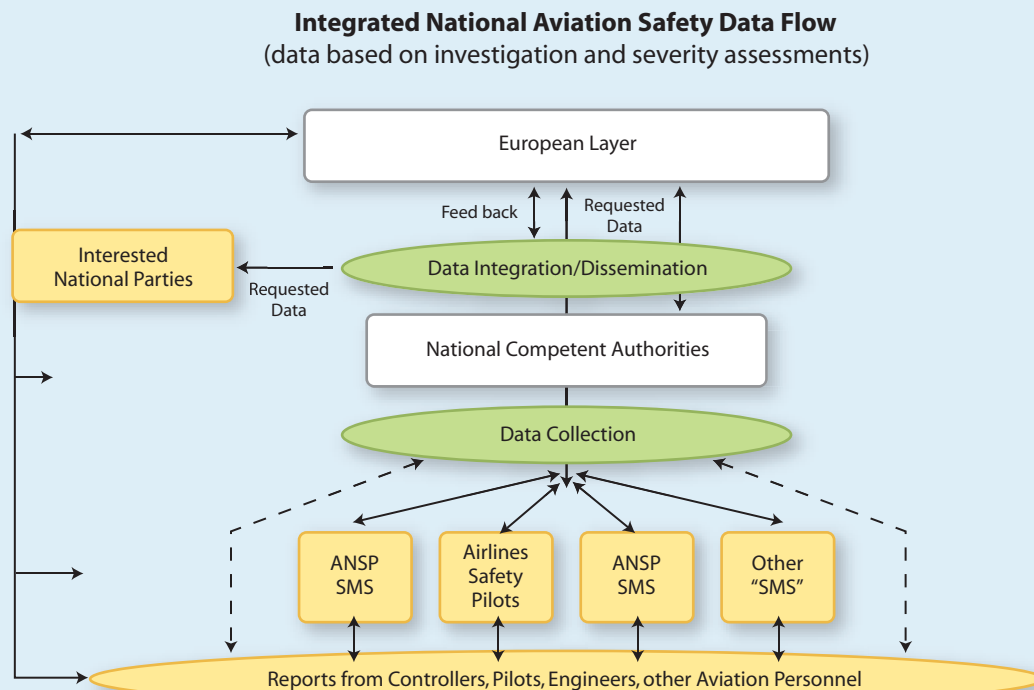 Integrated National Aviation Safety Data Flow
(data based on investigation and severity assessments)
European Layer
Feed back
Requested
Data
Interested
National Parties
Data Integration/Dissemination
Requested
Data
National Competent Authorities
Data Collection
ANSP
SMS
Airlines
Safety
Pilots
ANSP
SMS
Other
“SMS”
Reports from Controllers, Pilots, Engineers, other Aviation Personnel